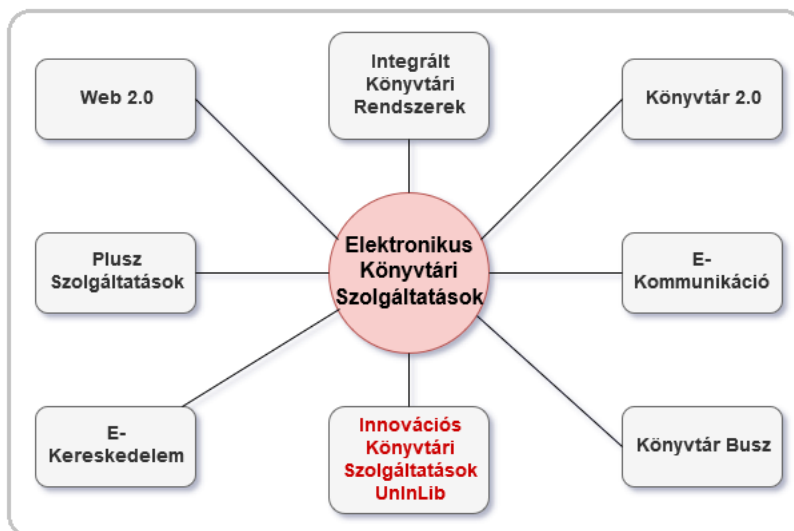 Web 2.0
Integrált
Könyvtári
Rendszerek
Könyvtár 2.0
Plusz
Szolgáltatások
Elektronikus
Könyvtári
Szolgáltatások
E-
Kommunikáció
E-
Kereskedelem
Innovációs
Könyvtári
Szolgáltatások
UnInLib
Könyvtár Busz